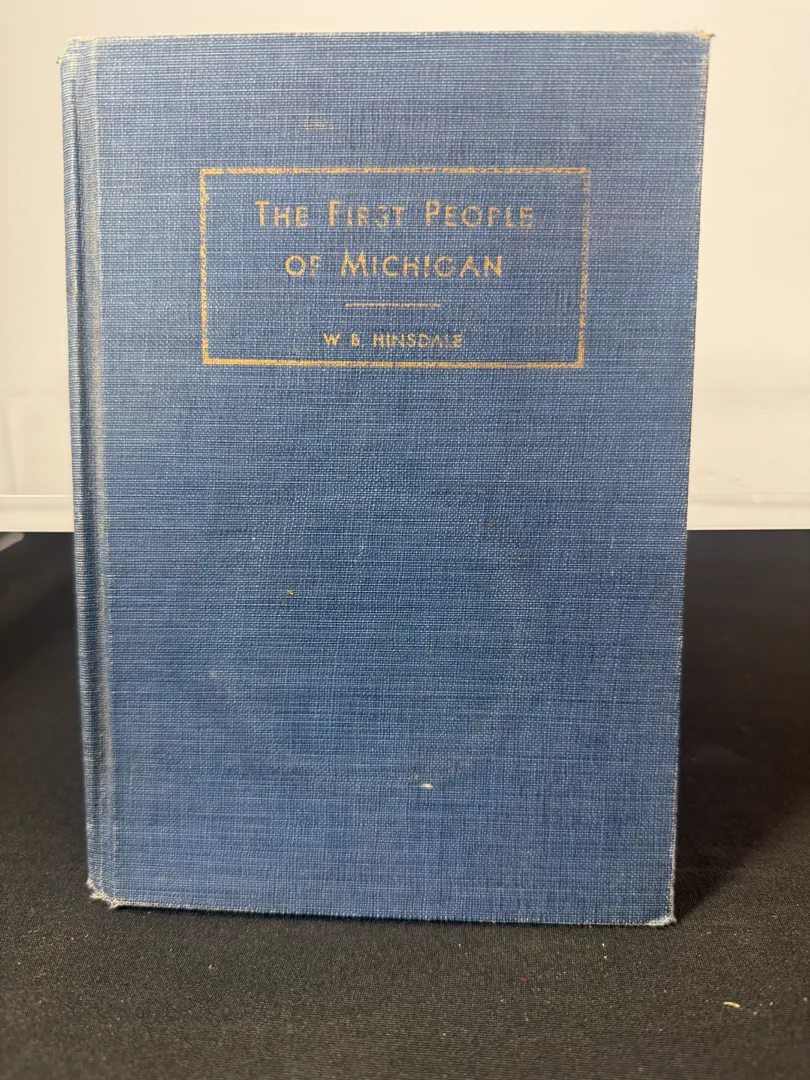 THE FIRST PEOPLE
OF MICHIGAN
W B HINSDALE